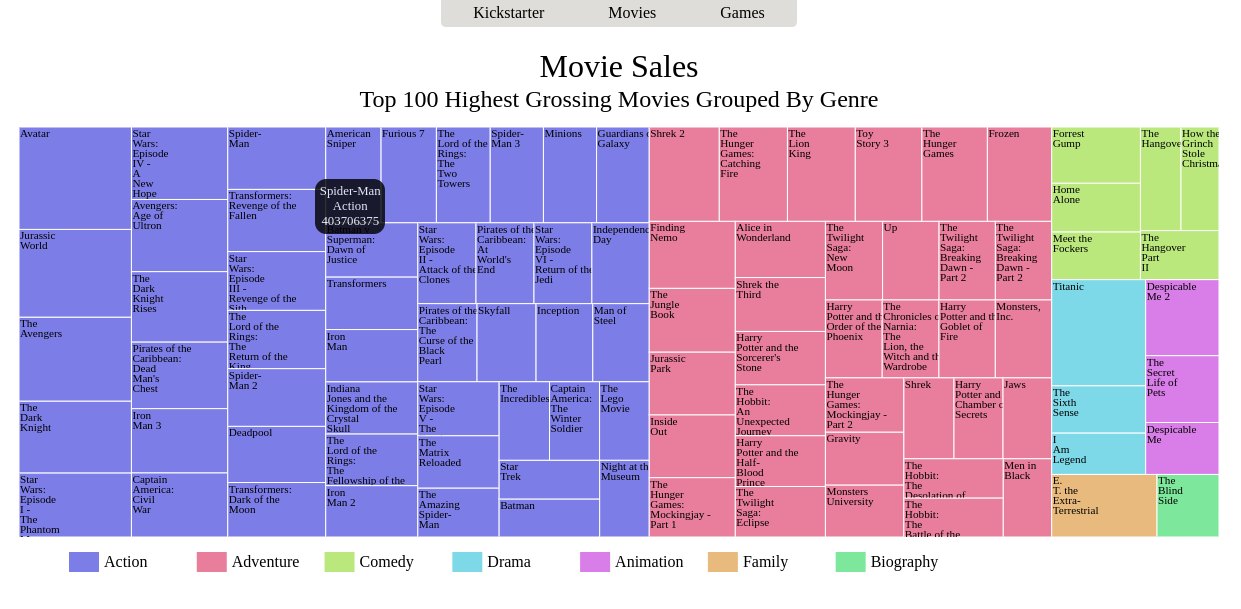 Kickstarter Movies Games
Movie Sales
Top 100 Highest Grossing Movies Grouped By Genre
Avatar
Jurassic
World
The
Avengers
The
Dark
Knight
Star
Wars:
Episode
I -
The
Phantom
Star
Wars:
Episode
IV -
A
New
Hope
Avengers:
Age of
Ultron
The
Dark
Knight
Rises
Pirates of the
Caribbean:
Dead
Man's
Chest
Iron
Man 3
Captain
America:
Civil
War
Spider-
Man
Transformers:
Revenge of the
Fallen
Star
Wars:
Episode
III -
Revenge of the
Sith
The
Lord of the
Rings:
The
Return of the
King
Spider-
Man 2
Deadpool
Transformers:
Dark of the
Moon
American
Sniper
Furious 7
The
Lord of the
Rings:
The
Two
Towers
Spider-
Man 3
Minions
Guardians o
Galaxy
Spider-Man
Action
403706375
Batman v
Superman:
Dawn of
Justice
Transformers
Iron
Man
Indiana
Jones and the
Kingdom of the
Crystal
Skull
The
Lord of the
Rings:
The
Fellowship of the
Iron
Man 2
Star
Wars:
Episode
II -
Attack of the
Clones
Pirates of the
Caribbean:
At
World's
End
Star
Wars:
Episode
VI -
Return of the
Jedi
Independenc
Day
Pirates of the
Caribbean:
The
Curse of the
Black
Pearl
Skyfall
Inception
Man of
Steel
Star
Wars:
Episode
V -
The
The
Matrix
Reloaded
The
Amazing
Spider-
Man
The
Incredibles
Captain
America:
The
Winter
Soldier
The
Lego
Movie
Star
Trek
Batman
Night at th
Museum
Shrek 2
The
Hunger
Games:
Catching
Fire
The
Lion
King
Toy
Story 3
The
Hunger
Games
Frozen
Finding
Nemo
The
Jungle
Book
Jurassic
Park
Inside
Out
The
Hunger
Games:
Mockingjay -
Part 1
Alice in
Wonderland
Shrek the
Third
Harry
Potter and the
Sorcerer's
Stone
The
Hobbit:
An
Unexpected
Journey
Harry
Potter and the
Half-
Blood
Prince
The
Twilight
Saga:
Eclipse
The
Twilight
Saga:
New
Moon
Up
The
Twilight
Saga:
Breaking
Dawn -
Part 2
The
Twilight
Saga:
Breaking
Dawn -
Part 2
Harry
Potter and th
Order of the
Phoenix
The
Chronicles o
Narnia:
The
Lion, the
Witch and th
Wardrobe
Harry
Potter and th
Goblet of
Fire
Monsters,
Inc.
The
Hunger
Games:
Mockingjay -
Part 2
Gravity
Monsters
University
Shrek
Harry
Potter and
Chamber o
Secrets
Jaws
The
Hobbit:
The
Desolation of
The
Hobbit:
The
Battle of the
Men in
Black
Forrest
Gump
Home
Alone
Meet the
Fockers
The
Hangove
How the
Grinch
Stole
Christm
The
Hangover
Part
II
Titanic
The
Sixth
Sense
I
Am
Legend
Despicable
Me 2
The
Secret
Life of
Pets
Despicable
Me
E.
T. the
Extra-
Terrestrial
The
Blind
Side
Action Adventure Comedy Drama Animation Family Biography